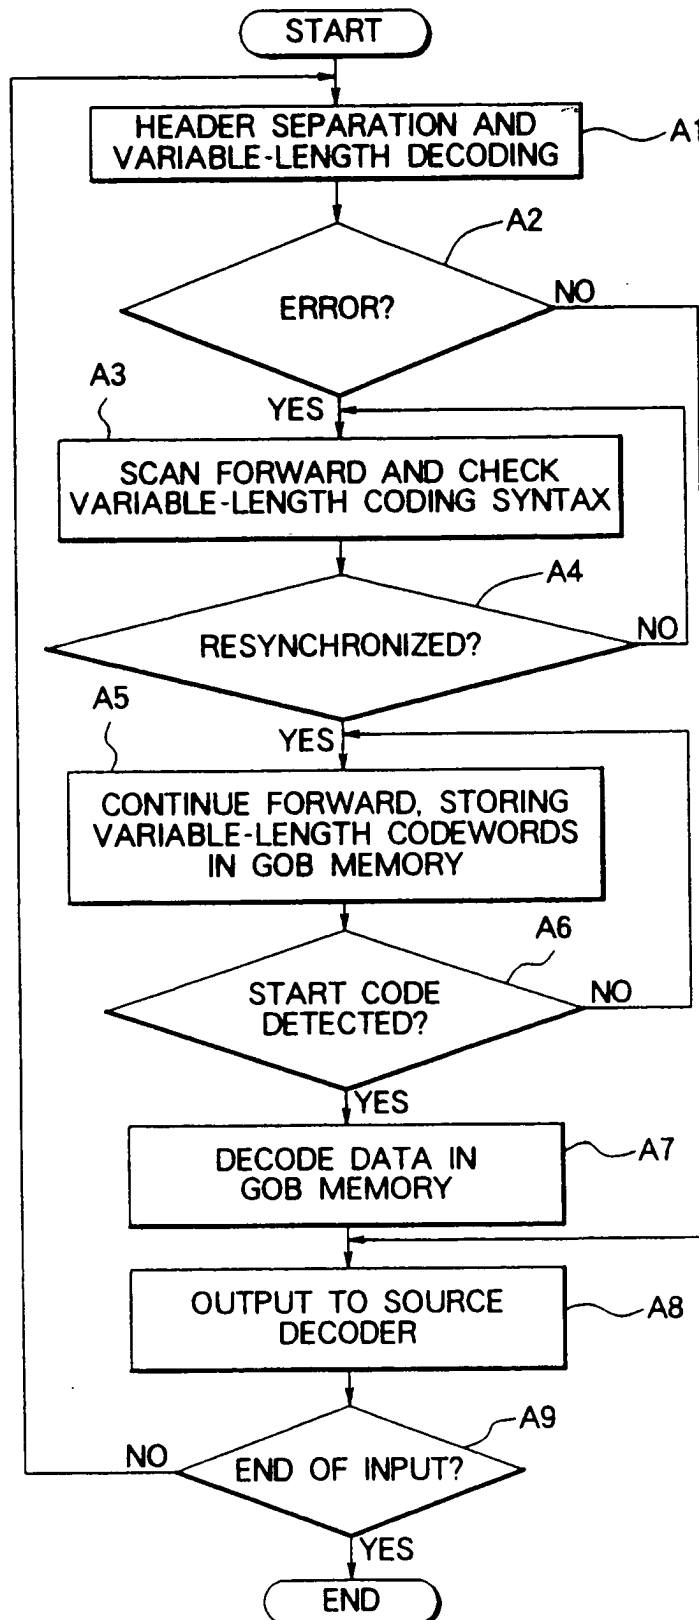 START
HEADER SEPARATION AND
VARIABLE-LENGTH DECODING
A1
A2
ERROR?
NO
A3
YES
SCAN FORWARD AND CHECK
VARIABLE-LENGTH CODING SYNTAX
A4
RESYNCHRONIZED?
NO
A5
YES
CONTINUE FORWARD, STORING
VARIABLE-LENGTH CODEWORDS
IN GOB MEMORY
A6
START CODE
DETECTED?
NO
YES
DECODE DATA IN
GOB MEMORY
A7
OUTPUT TO SOURCE
DECODER
A8
A9
NO
END OF INPUT?
YES
END